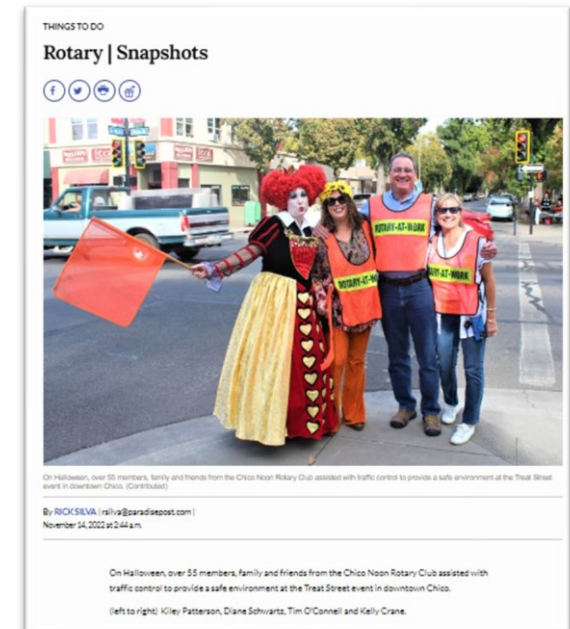 THINGS TO DO
Rotary | Snapshots
ROTARY-AT-WORK
ROTARY-AT-WORK
ROTARY-AT-WORK
On Halloween, over 55 members, family and friends from the Chico Noon Rotary Club assisted with traffic control to provide a safe environment at the Treat Street
event in downtown Chico. (Contributed)
By RICK SILVA | rsilva@paradisepost.com |
November 14, 2022 at 2:44 a.m.
On Halloween, over 55 members, family and friends from the Chico Noon Rotary Club assisted with
traffic control to provide a safe environment at the Treat Street event in downtown Chico.
(left to right) Kiley Patterson, Diane Schwartz, Tim O'Connell and Kelly Crane.